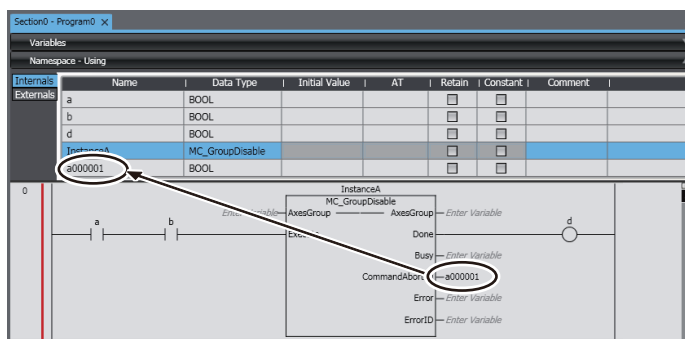 Section0 - Program0 ×
Variables
Namespace - Using
Internals
Externals
Name | Data Type | Initial Value | AT | Retain | Constant | Comment |
a BOOL
b BOOL
d BOOL
InstanceA MC_GroupDisable
a000001 BOOL
0
InstanceA
MC_GroupDisable
a b d
Enter Variable AxesGroup AxesGroup Enter Variable
Execute Done
Busy Enter Variable
CommandAborted a000001
Error Enter Variable
ErrorID Enter Variable